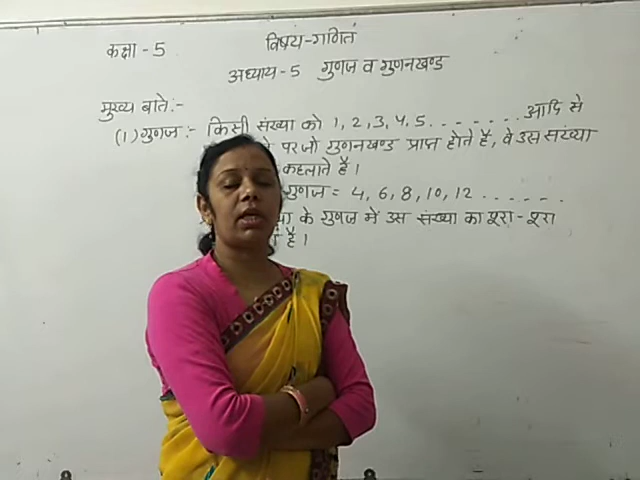 कक्षा - 5
विषय-गणित
अध्याय-5 गुणज व गुणनखण्ड
मुख्य बातें:-
(1) गुणज :- किसी संख्या को 1, 2, 3, 4, 5 . . . . . . . आदि से
पर जो गुणनखण्ड प्राप्त होते है, वे उस संख्या
कहलाते है।
गुणज = 4, 6, 8, 10, 12 . . . . . .
के गुणज में उस संख्या का पूरा-पूरा
है।